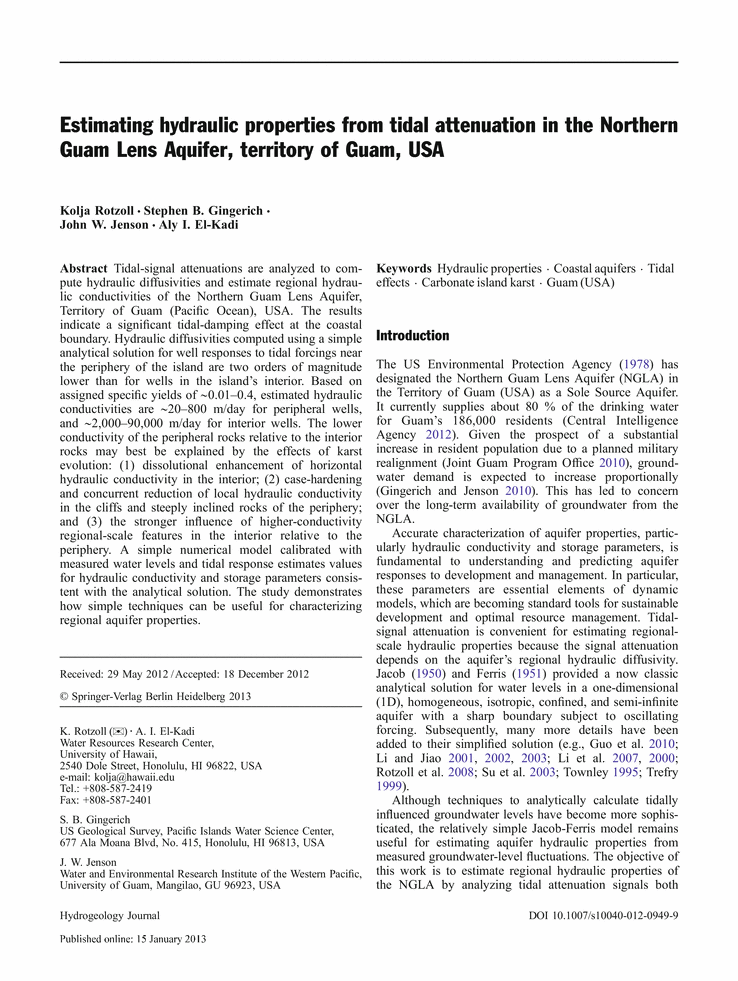 Estimating hydraulic properties from tidal attenuation in the Northern
Guam Lens Aquifer, territory of Guam, USA
Kolja Rotzoll · Stephen B. Gingerich ·
John W. Jenson · Aly I. El-Kadi
Abstract Tidal-signal attenuations are analyzed to com-
pute hydraulic diffusivities and estimate regional hydrau-
lic conductivities of the Northern Guam Lens Aquifer,
Territory of Guam (Pacific Ocean), USA. The results
indicate a significant tidal-damping effect at the coastal
boundary. Hydraulic diffusivities computed using a simple
analytical solution for well responses to tidal forcings near
the periphery of the island are two orders of magnitude
lower than for wells in the island's interior. Based on
assigned specific yields of ~0.01–0.4, estimated hydraulic
conductivities are ~20–800 m/day for peripheral wells,
and ~2,000–90,000 m/day for interior wells. The lower
conductivity of the peripheral rocks relative to the interior
rocks may best be explained by the effects of karst
evolution: (1) dissolutional enhancement of horizontal
hydraulic conductivity in the interior; (2) case-hardening
and concurrent reduction of local hydraulic conductivity
in the cliffs and steeply inclined rocks of the periphery;
and (3) the stronger influence of higher-conductivity
regional-scale features in the interior relative to the
periphery. A simple numerical model calibrated with
measured water levels and tidal response estimates values
for hydraulic conductivity and storage parameters consis-
tent with the analytical solution. The study demonstrates
how simple techniques can be useful for characterizing
regional aquifer properties.
Received: 29 May 2012 / Accepted: 18 December 2012
© Springer-Verlag Berlin Heidelberg 2013
K. Rotzoll (✉) · A. I. El-Kadi
Water Resources Research Center,
University of Hawaii,
2540 Dole Street, Honolulu, HI 96822, USA
e-mail: kolja@hawaii.edu
Tel.: +808-587-2419
Fax: +808-587-2401
S. B. Gingerich
US Geological Survey, Pacific Islands Water Science Center,
677 Ala Moana Blvd, No. 415, Honolulu, HI 96813, USA
J. W. Jenson
Water and Environmental Research Institute of the Western Pacific,
University of Guam, Mangilao, GU 96923, USA
Keywords Hydraulic properties · Coastal aquifers · Tidal
effects · Carbonate island karst · Guam (USA)
Introduction
The US Environmental Protection Agency (1978) has
designated the Northern Guam Lens Aquifer (NGLA) in
the Territory of Guam (USA) as a Sole Source Aquifer.
It currently supplies about 80 % of the drinking water
for Guam's 186,000 residents (Central Intelligence
Agency 2012). Given the prospect of a substantial
increase in resident population due to a planned military
realignment (Joint Guam Program Office 2010), ground-
water demand is expected to increase proportionally
(Gingerich and Jenson 2010). This has led to concern
over the long-term availability of groundwater from the
NGLA.
Accurate characterization of aquifer properties, partic-
ularly hydraulic conductivity and storage parameters, is
fundamental to understanding and predicting aquifer
responses to development and management. In particular,
these parameters are essential elements of dynamic
models, which are becoming standard tools for sustainable
development and optimal resource management. Tidal-
signal attenuation is convenient for estimating regional-
scale hydraulic properties because the signal attenuation
depends on the aquifer's regional hydraulic diffusivity.
Jacob (1950) and Ferris (1951) provided a now classic
analytical solution for water levels in a one-dimensional
(1D), homogeneous, isotropic, confined, and semi-infinite
aquifer with a sharp boundary subject to oscillating
forcing. Subsequently, many more details have been
added to their simplified solution (e.g., Guo et al. 2010;
Li and Jiao 2001, 2002, 2003; Li et al. 2007, 2000;
Rotzoll et al. 2008; Su et al. 2003; Townley 1995; Trefry
1999).
Although techniques to analytically calculate tidally
influenced groundwater levels have become more sophis-
ticated, the relatively simple Jacob-Ferris model remains
useful for estimating aquifer hydraulic properties from
measured groundwater-level fluctuations. The objective of
this work is to estimate regional hydraulic properties of
the NGLA by analyzing tidal attenuation signals both
Hydrogeology Journal
DOI 10.1007/s10040-012-0949-9
Published online: 15 January 2013